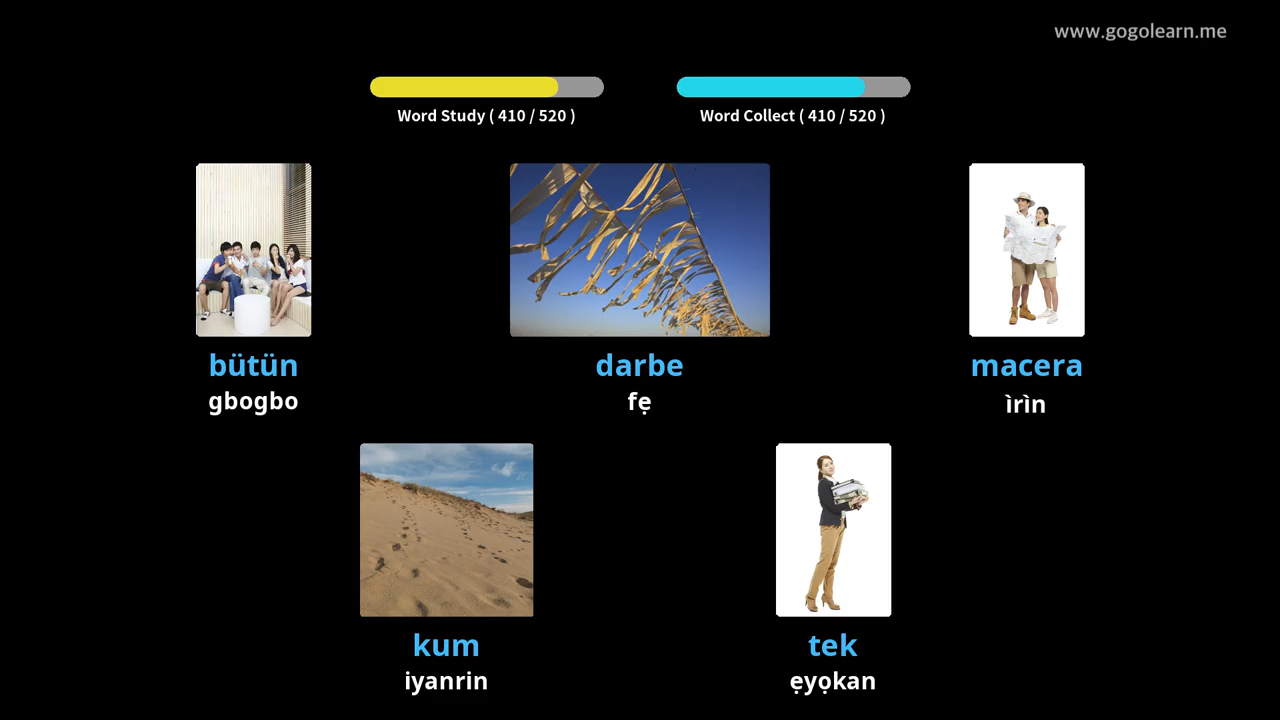 www.gogolearn.me
Word Study ( 410 / 520 )
Word Collect ( 410 / 520 )
bütün
gbogbo
darbe
fẹ
macera
ìrìn
kum
iyanrin
tek
ẹyọkan